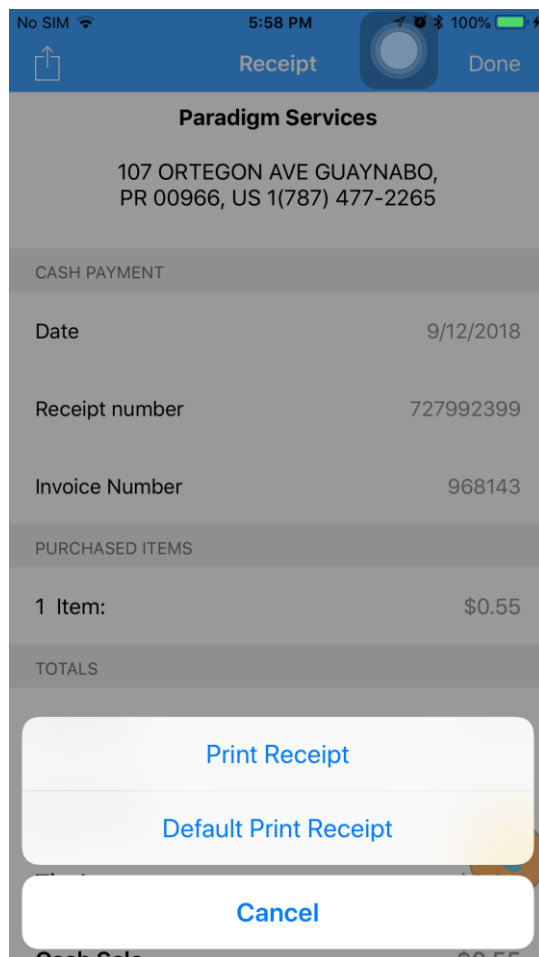 No SIM 5:58 PM 100%
Receipt Done
Paradigm Services
107 ORTEGON AVE GUAYNABO,
PR 00966, US 1(787) 477-2265
CASH PAYMENT
Date 9/12/2018
Receipt number 727992399
Invoice Number 968143
PURCHASED ITEMS
1 Item: $0.55
TOTALS
Print Receipt
Default Print Receipt
Cancel
Cash Sale $0.55